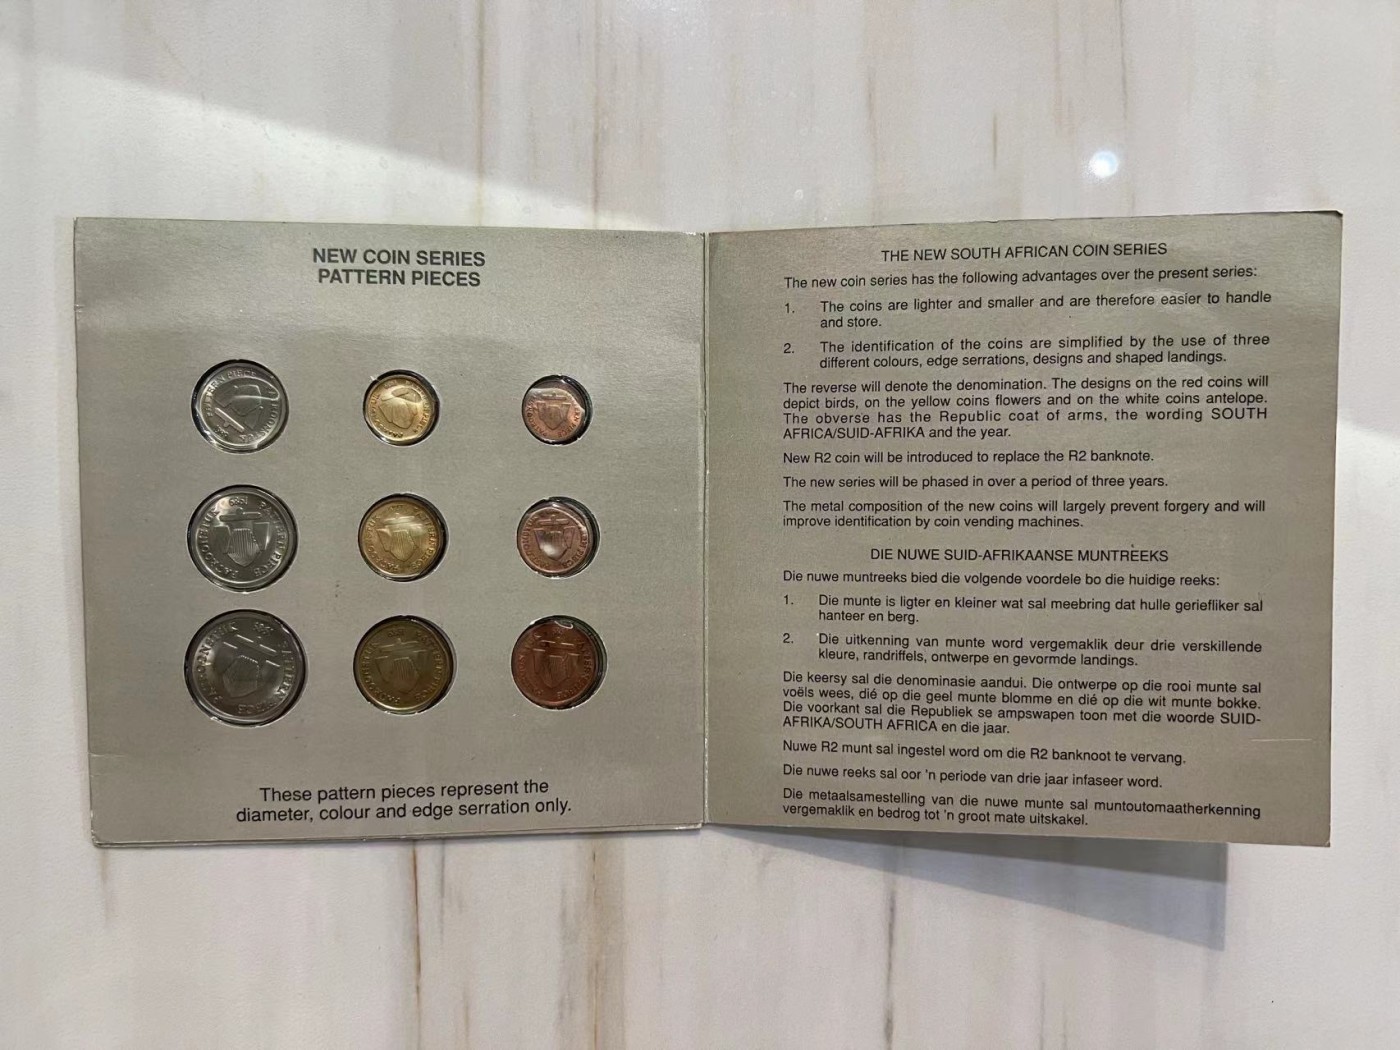 NEW COIN SERIES
PATTERN PIECES
These pattern pieces represent the
diameter, colour and edge serration only.
THE NEW SOUTH AFRICAN COIN SERIES
The new coin series has the following advantages over the present series:
1. The coins are lighter and smaller and are therefore easier to handle
and store.
2. The identification of the coins are simplified by the use of three
different colours, edge serrations, designs and shaped landings.
The reverse will denote the denomination. The designs on the red coins will
depict birds, on the yellow coins flowers and on the white coins antelope.
The obverse has the Republic coat of arms, the wording SOUTH
AFRICA/SUID-AFRIKA and the year.
New R2 coin will be introduced to replace the R2 banknote.
The new series will be phased in over a period of three years.
The metal composition of the new coins will largely prevent forgery and will
improve identification by coin vending machines.
DIE NUWE SUID-AFRIKAANSE MUNTREEKS
Die nuwe muntreeks bied die volgende voordele bo die huidige reeks:
1. Die munte is ligter en kleiner wat sal meebring dat hulle geriefliker sal
hanteer en berg.
2. Die uitkenning van munte word vergemaklik deur drie verskillende
kleure, randriffels, ontwerpe en gevormde landings.
Die keersy sal die denominasie aandui. Die ontwerpe op die rooi munte sal
voëls wees, dié op die geel munte blomme en dié op die wit munte bokke.
Die voorkant sal die Republiek se ampswapen toon met die woorde SUID-
AFRIKA/SOUTH AFRICA en die jaar.
Nuwe R2 munt sal ingestel word om die R2 banknoot te vervang.
Die nuwe reeks sal oor 'n periode van drie jaar infaseer word.
Die metaalsamestelling van die nuwe munte sal muntoutomaatherkenning
vergemaklik en bedrog tot 'n groot mate uitskakel.